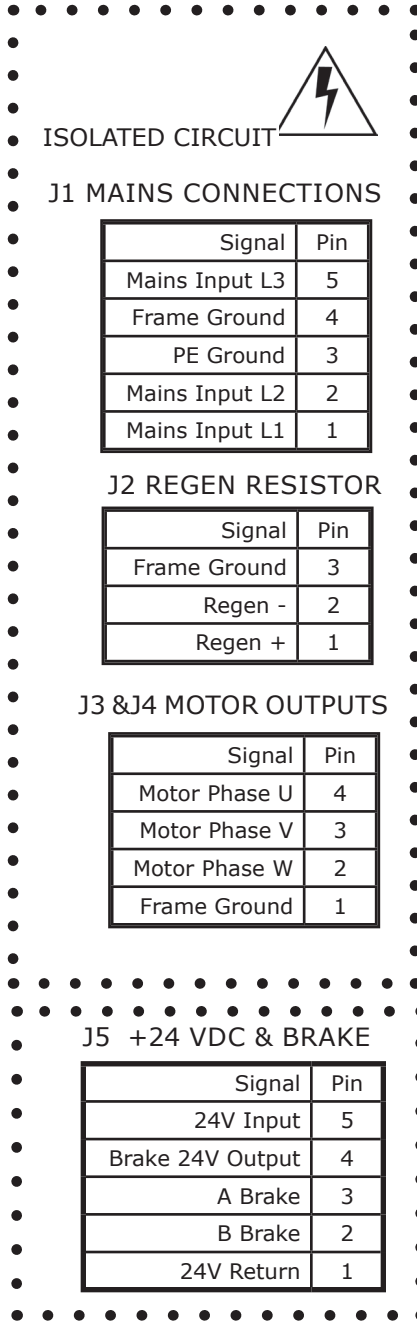 ISOLATED CIRCUIT
J1 MAINS CONNECTIONS
Signal Pin
Mains Input L3 5
Frame Ground 4
PE Ground 3
Mains Input L2 2
Mains Input L1 1
J2 REGEN RESISTOR
Signal Pin
Frame Ground 3
Regen - 2
Regen + 1
J3 &J4 MOTOR OUTPUTS
Signal Pin
Motor Phase U 4
Motor Phase V 3
Motor Phase W 2
Frame Ground 1
J5 +24 VDC & BRAKE
Signal Pin
24V Input 5
Brake 24V Output 4
A Brake 3
B Brake 2
24V Return 1